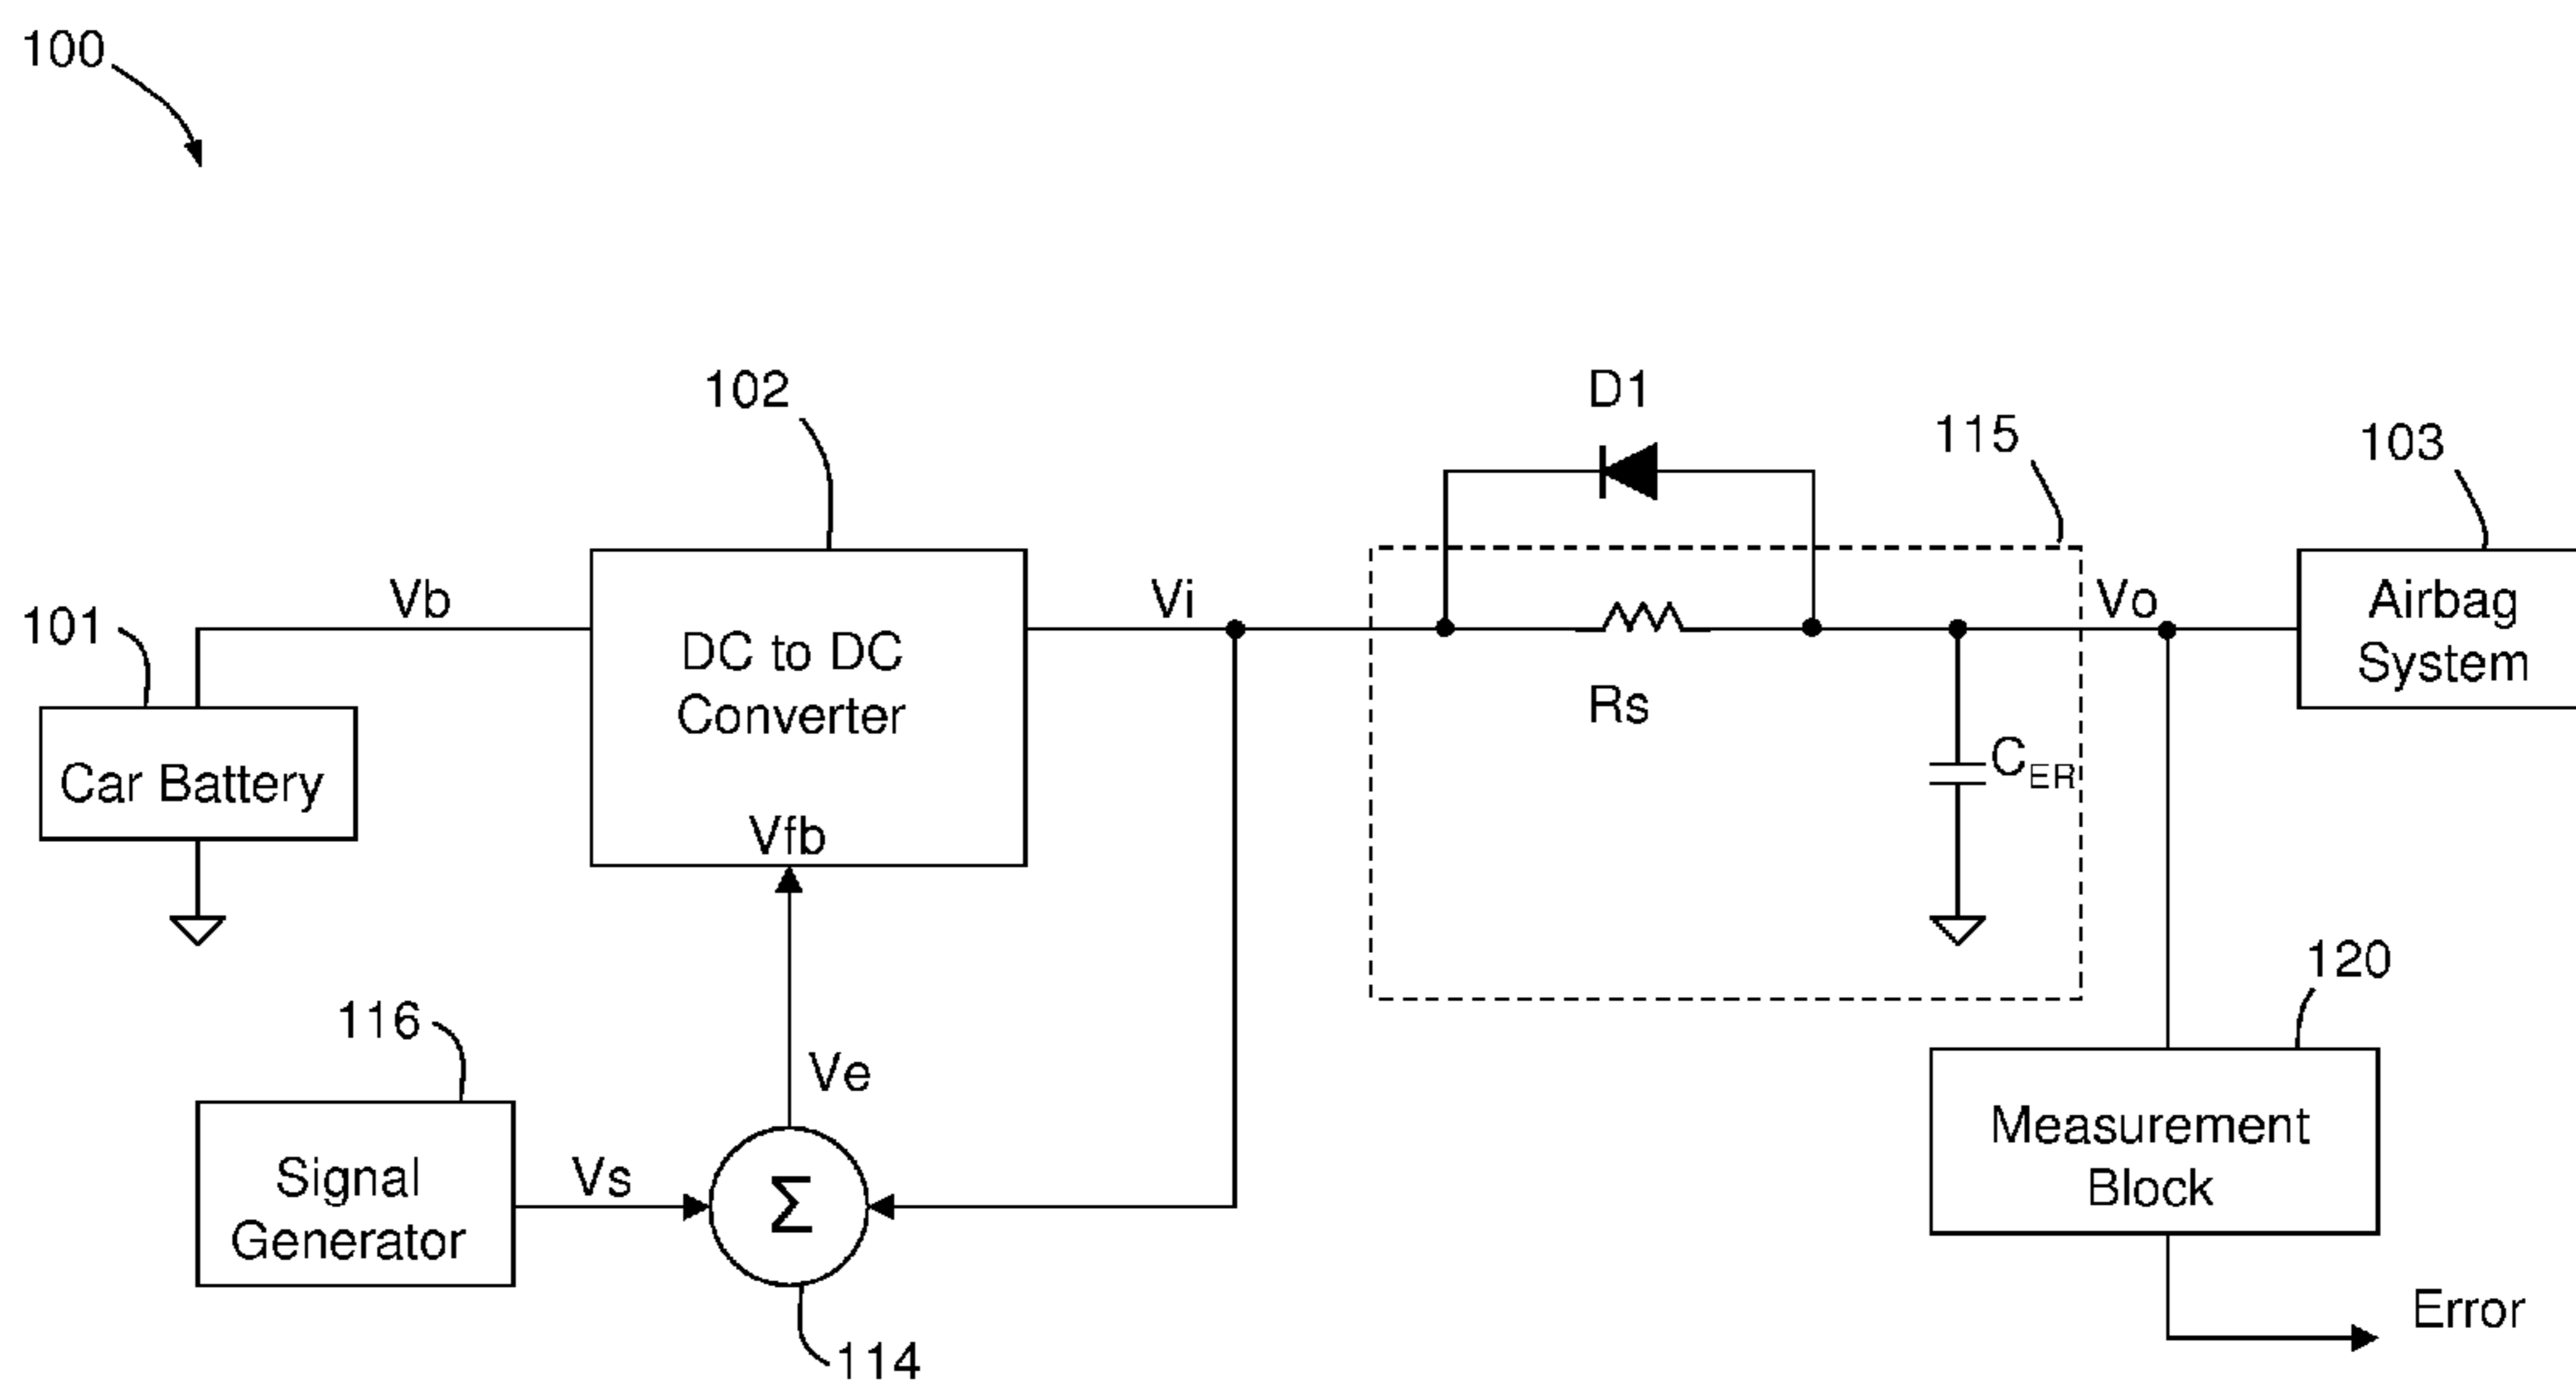 100
102
D1
115
103
101
Vb
DC to DC
Converter
Vi
Rs
Vo
Airbag
System
Car Battery
Vfb
C_ER
116
Ve
120
Signal
Generator
Vs
Σ
Measurement
Block
114
Error